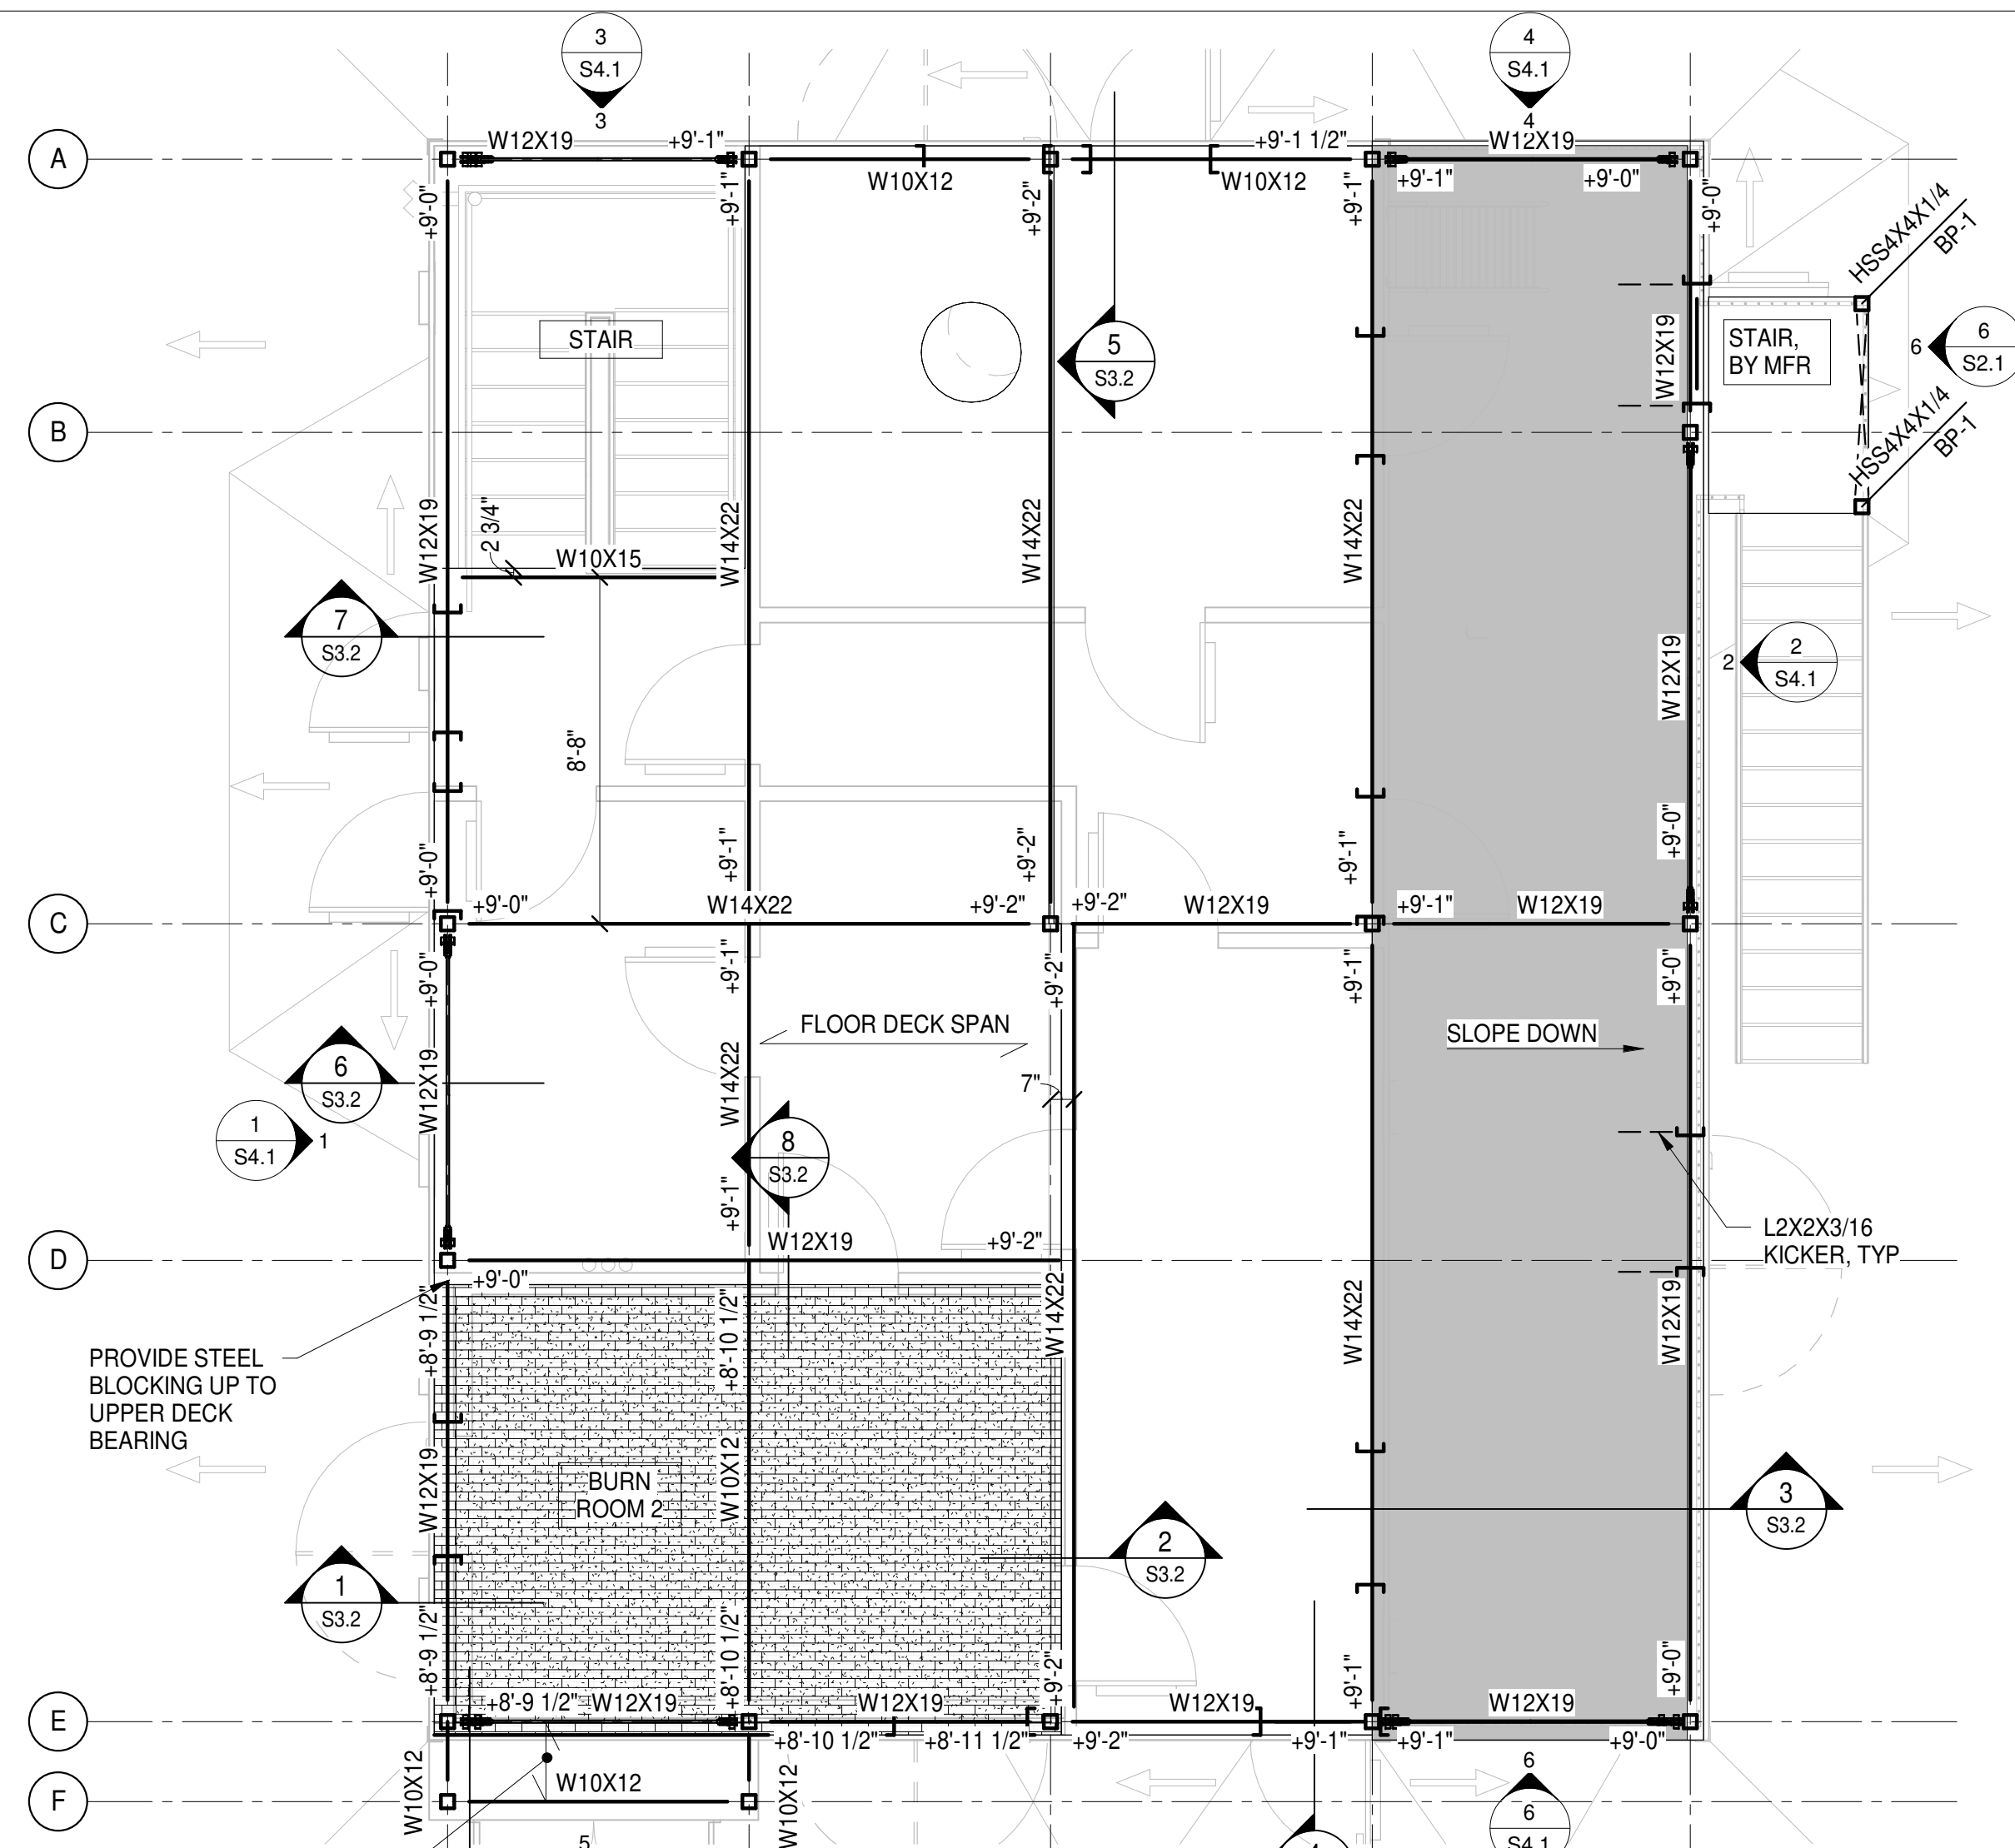 3
S4.1
3
4
S4.1
4
A
W12X19
+9'-1"
+9'-1 1/2"
W12X19
W10X12
W10X12
+9'-1"
+9'-0"
+9'-0"
+9'-1"
+9'-2"
+9'-1"
+9'-0"
HSS4X4X1/4
BP-1
STAIR
5
S3.2
W12X19
STAIR,
BY MFR
6
6
S2.1
B
HSS4X4X1/4
BP-1
W12X19
2 3/4"
W10X15
W14X22
W14X22
W14X22
7
S3.2
W12X19
2
2
S4.1
8'-8"
+9'-0"
+9'-1"
+9'-2"
+9'-1"
+9'-0"
C
+9'-0"
W14X22
+9'-2"
+9'-2"
W12X19
+9'-1"
W12X19
+9'-0"
+9'-1"
+9'-2"
+9'-1"
+9'-0"
FLOOR DECK SPAN
SLOPE DOWN
6
S3.2
W12X19
W14X22
7"
1
S4.1
1
8
S3.2
+9'-1"
W12X19
+9'-2"
L2X2X3/16
KICKER, TYP
D
+9'-0"
+8'-9 1/2"
+8'-10 1/2"
W14X22
W14X22
W12X19
PROVIDE STEEL
BLOCKING UP TO
UPPER DECK
BEARING
W12X19
BURN
ROOM 2
W10X12
3
S3.2
2
S3.2
1
S3.2
+8'-9 1/2"
+8'-10 1/2"
+9'-2"
+9'-1"
+9'-0"
E
+8'-9 1/2"
W12X19
W12X19
W12X19
W12X19
+8'-10 1/2"
+8'-11 1/2"
+9'-2"
+9'-1"
+9'-1"
+9'-0"
F
W10X12
W10X12
W10X12
6
6
S4.1
5